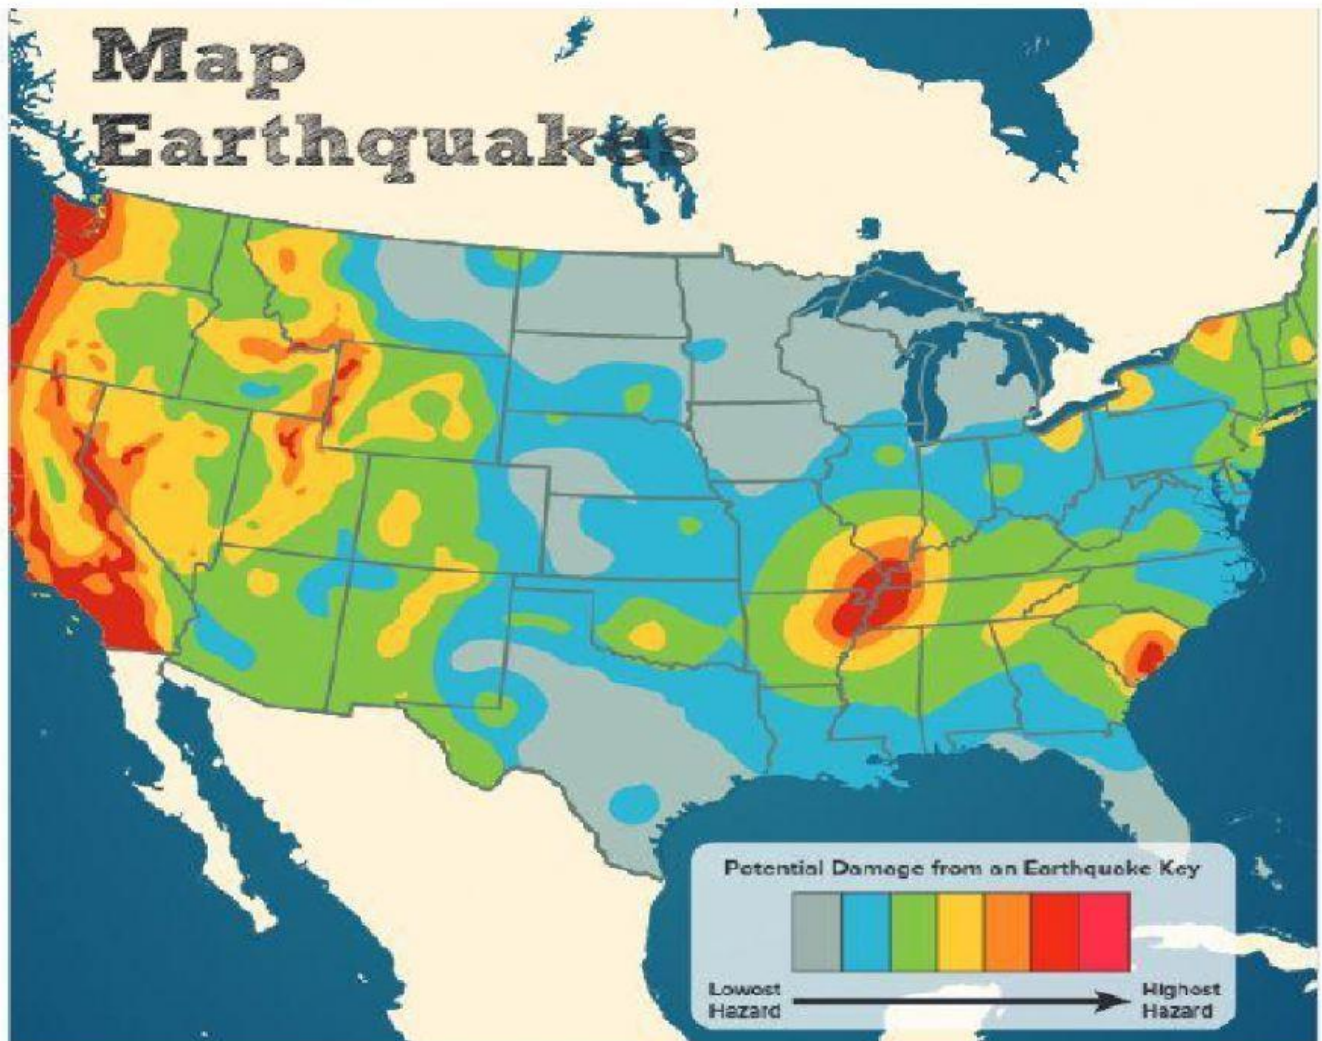 Map
Earthquakes
Potential Damage from an Earthquake Key
Lowest
Hazard
Highest
Hazard